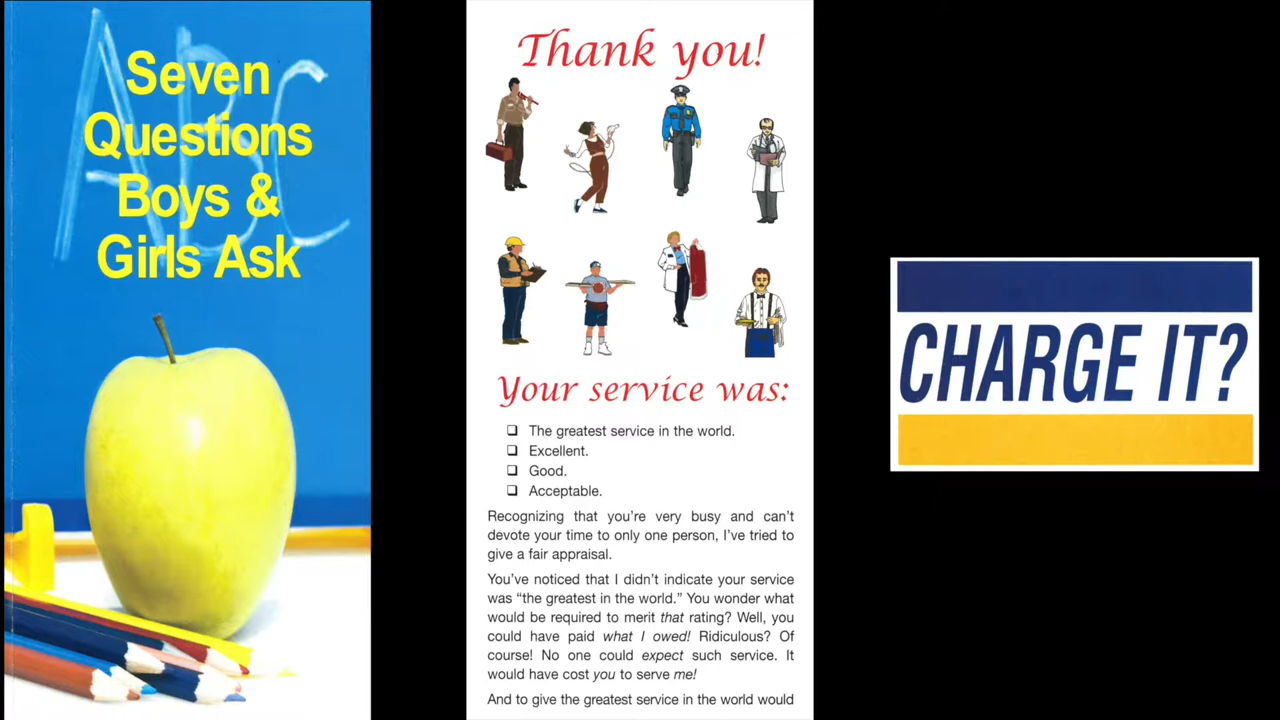 ABC
Seven
Questions
Boys &
Girls Ask
Thank you!
Your service was:
❑ The greatest service in the world.
❑ Excellent.
❑ Good.
❑ Acceptable.
Recognizing that you’re very busy and can’t
devote your time to only one person, I’ve tried to
give a fair appraisal.
You’ve noticed that I didn’t indicate your service
was “the greatest in the world.” You wonder what
would be required to merit that rating? Well, you
could have paid what I owed! Ridiculous? Of
course! No one could expect such service. It
would have cost you to serve me!
And to give the greatest service in the world would
CHARGE IT?